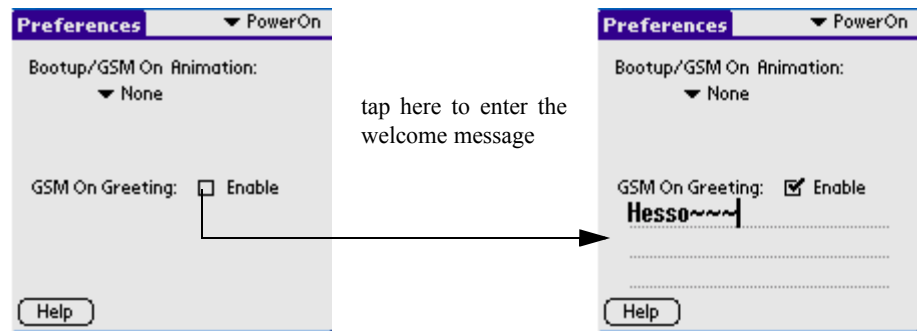 Preferences
PowerOn
Bootup/GSM On Animation:
None
GSM On Greeting:
Enable
Help
tap here to enter the
welcome message
Preferences
PowerOn
Bootup/GSM On Animation:
None
GSM On Greeting:
Enable
Hesso~~~
Help